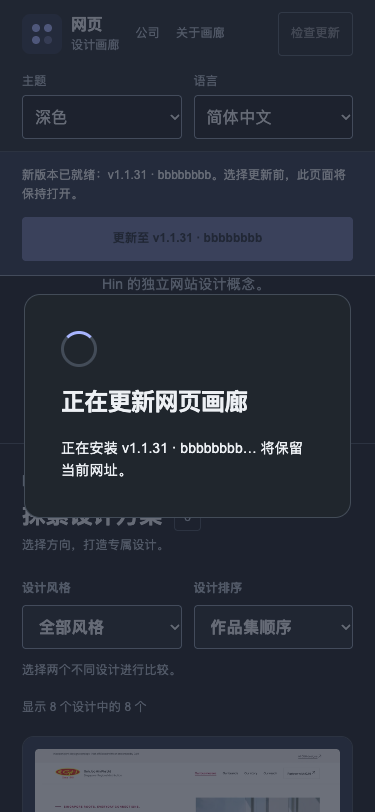 网页
设计画廊
公司
关于画廊
检查更新
主题
语言
深色
简体中文
新版本已就绪：v1.1.31 · bbbbbbbb。选择更新前，此页面将
保持打开。
更新至 v1.1.31 · bbbbbbbb
Hin 的独立网站设计概念。
正在更新网页画廊
正在安装 v1.1.31 · bbbbbbbb… 将保留
当前网址。
探索设计方案
8
选择方向，打造专属设计。
设计风格
设计排序
全部风格
作品集顺序
选择两个不同设计进行比较。
显示 8 个设计中的 8 个